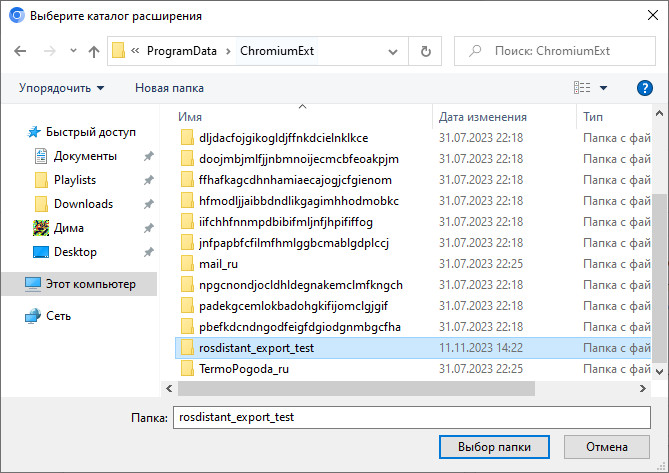 Выберите каталог расширения
« ProgramData › ChromiumExt
Поиск: ChromiumExt
Упорядочить Новая папка
Имя Дата изменения Тип
Быстрый доступ
Документы
Playlists
Downloads
Дима
Desktop
Этот компьютер
Сеть
dljdacfojgikogldjffnkdcielnklkce 31.07.2023 22:18 Папка с фай
doojmbjmlfjjnbmnoijecmcbfeoakpjm 31.07.2023 22:18 Папка с фай
ffhafkagcdhnhamiaecajogjcfgienom 31.07.2023 22:18 Папка с фай
hfmodljjaibbdndlikgagimhhodmobkc 31.07.2023 22:18 Папка с фай
iifchhfnnmpdbibifmljnfjhpififfog 31.07.2023 22:18 Папка с фай
jnfpapbfcfilmfhmlggbcmablgdplccj 31.07.2023 22:18 Папка с фай
mail_ru 31.07.2023 22:25 Папка с фай
npgcnondjocldhldegnakemclmfkngch 31.07.2023 22:18 Папка с фай
padekgcemlokbadohgkifijomclgjgif 31.07.2023 22:18 Папка с фай
pbefkdcndngodfeigfdgiodgnmbgcfha 31.07.2023 22:18 Папка с фай
rosdistant_export_test 11.11.2023 14:22 Папка с фай
TermoPogoda_ru 31.07.2023 22:25 Папка с фай
Папка: rosdistant_export_test
Выбор папки Отмена